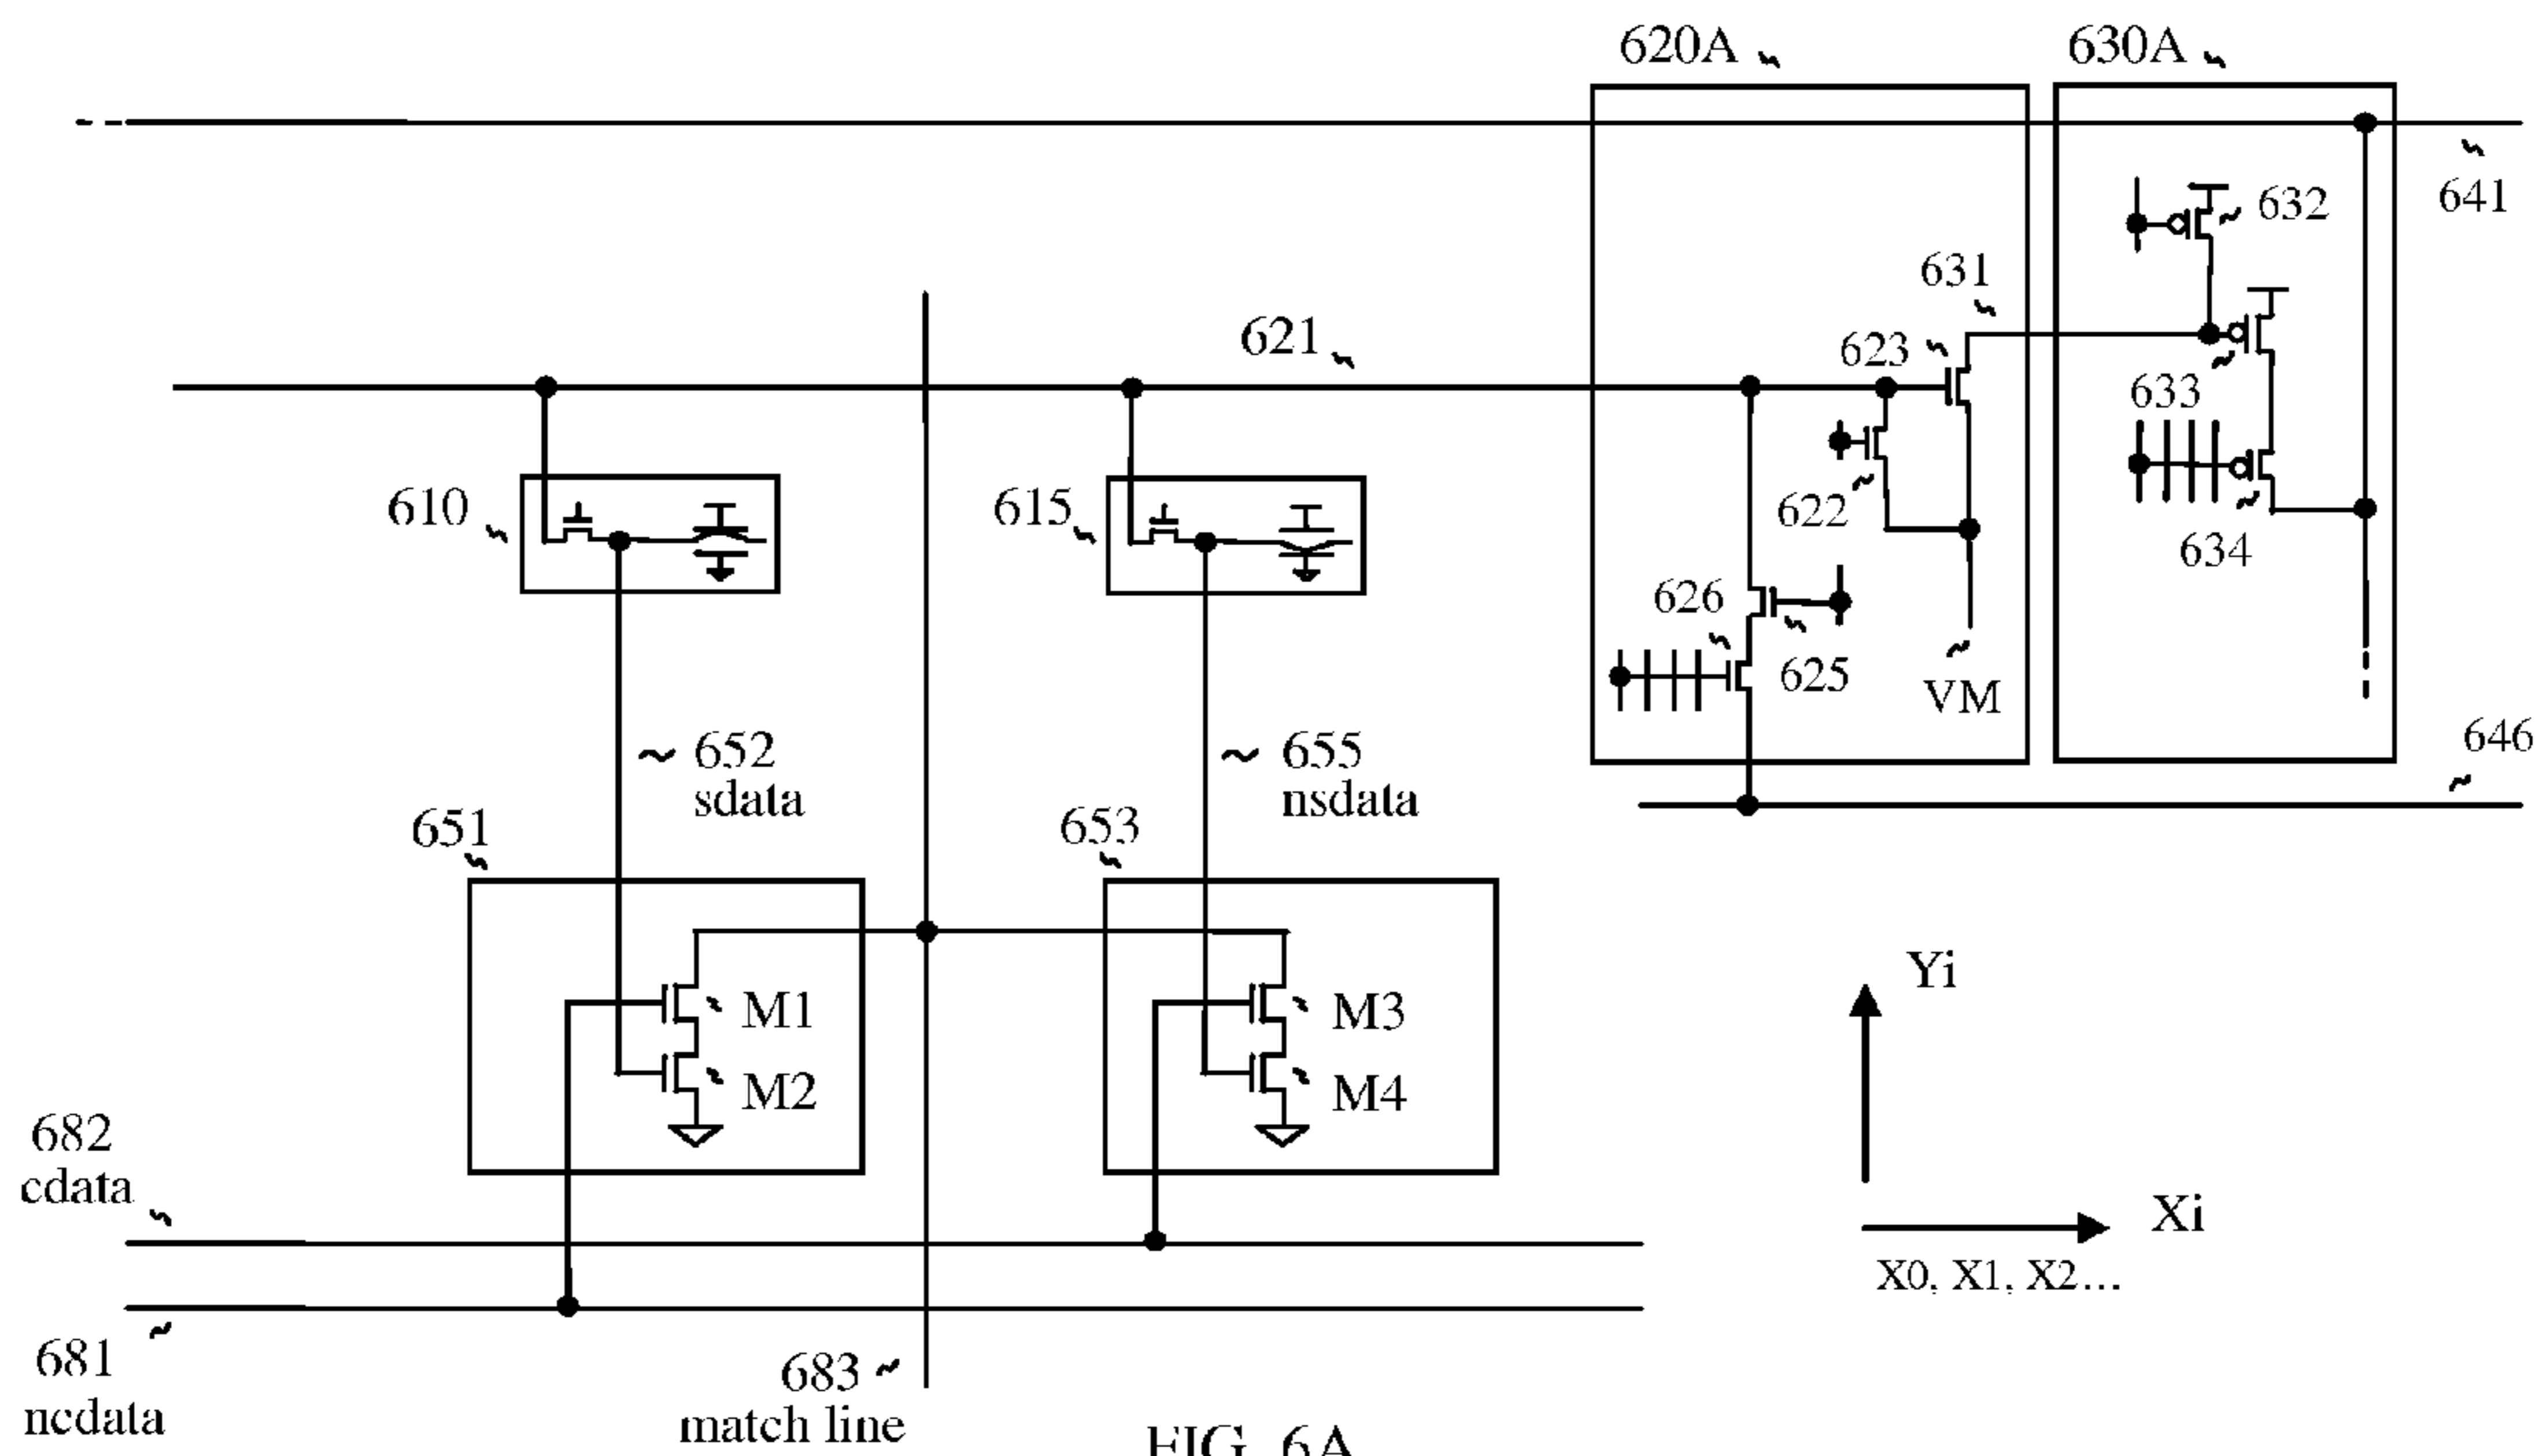 620A
630A
632
641
631
621
623
633
610
615
622
634
626
625
VM
646
652
sdata
655
nsdata
651
653
Yi
M1
M3
M2
M4
682
cdata
Xi
X0, X1, X2...
681
ncdata
683
match line
FIG. 6A